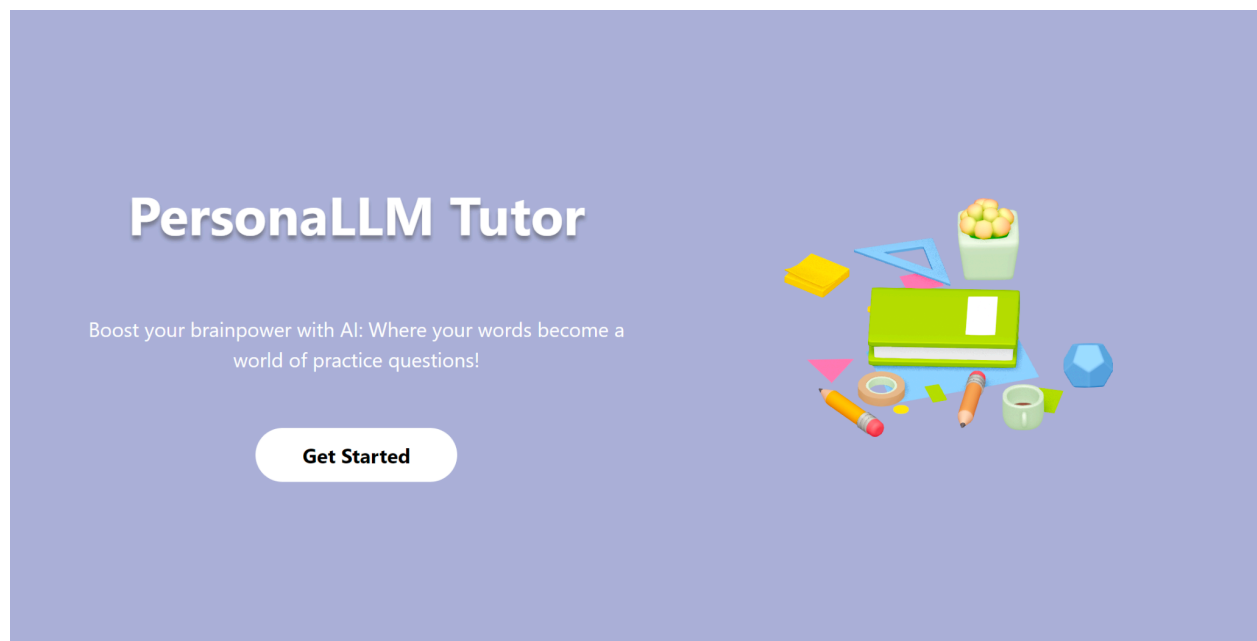 PersonaLLM Tutor
Boost your brainpower with AI: Where your words become a
world of practice questions!
Get Started